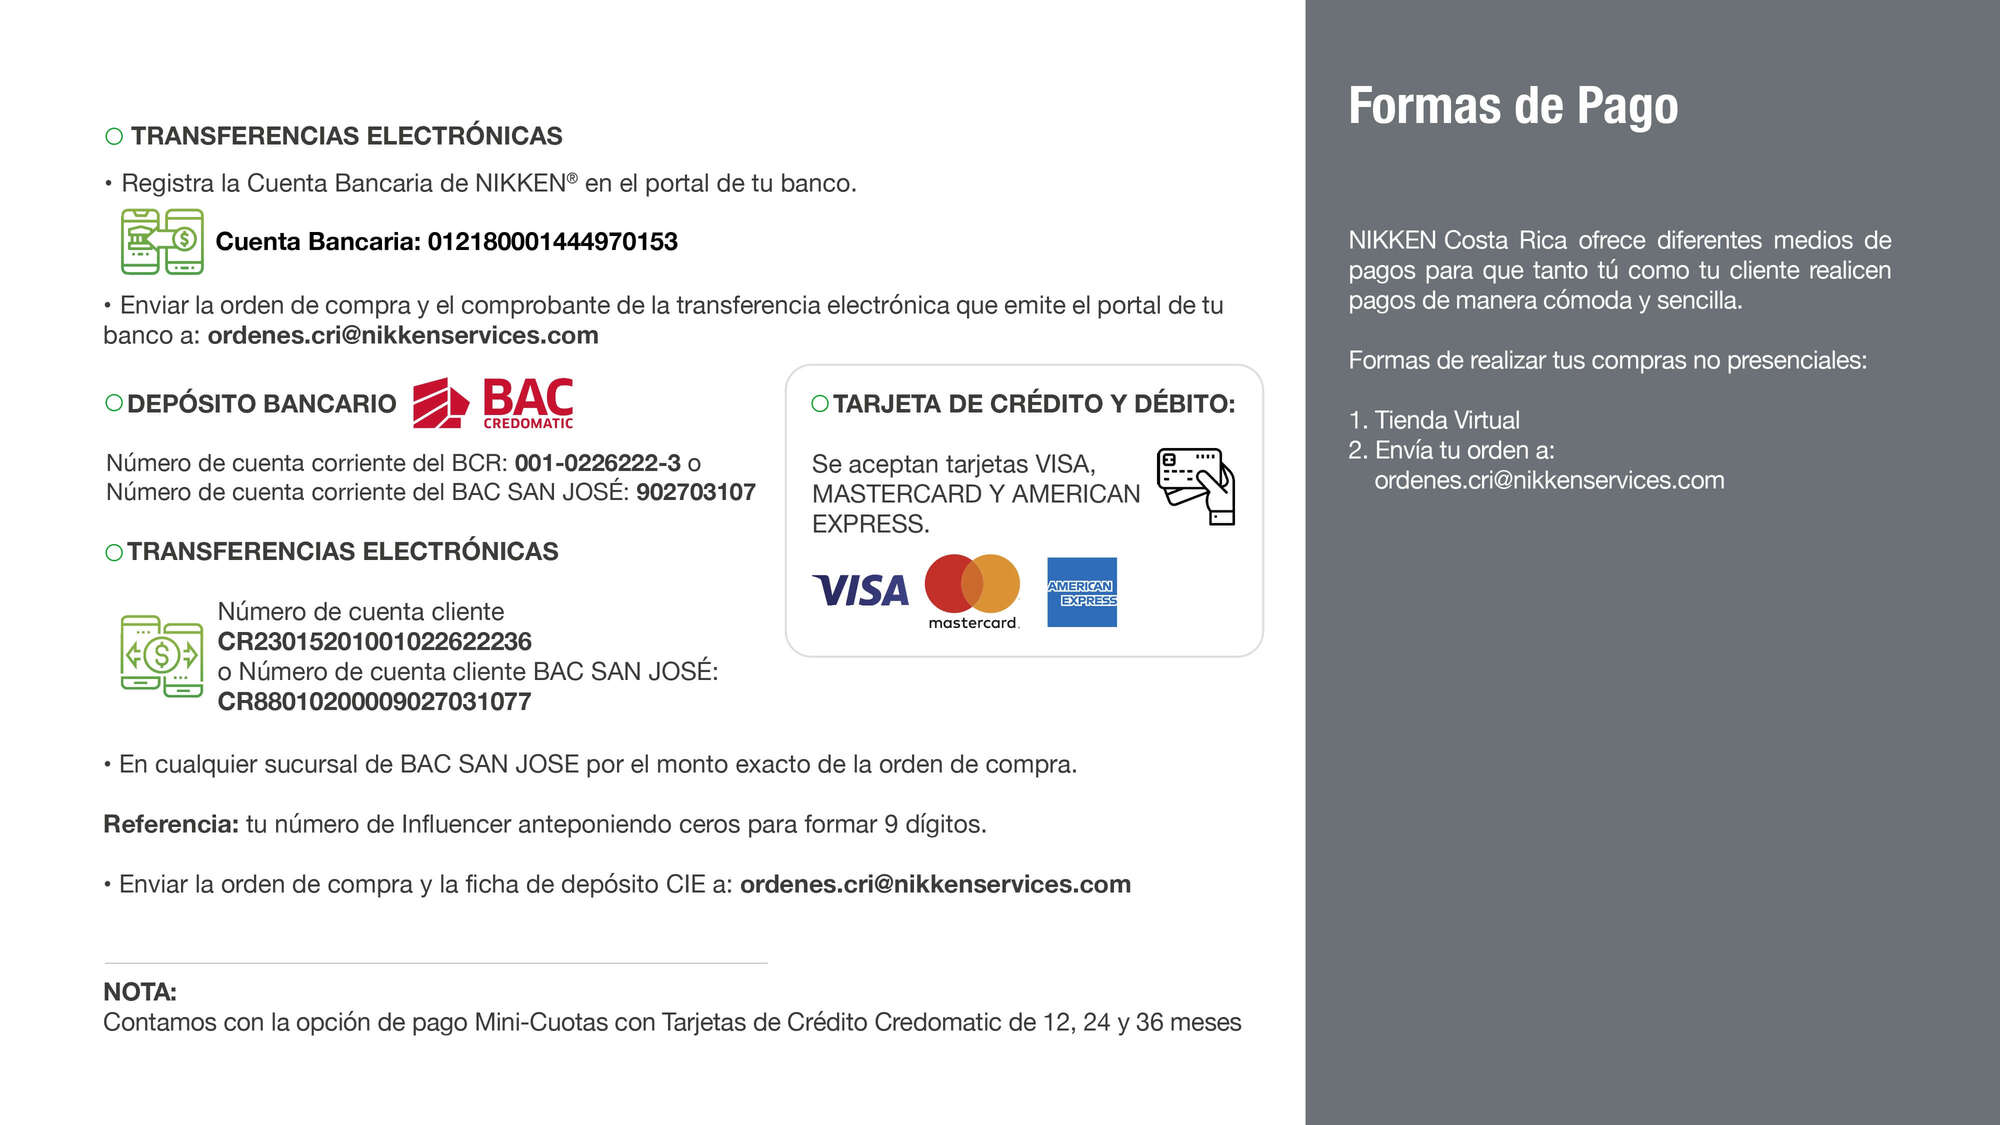 ○ TRANSFERENCIAS ELECTRÓNICAS
• Registra la Cuenta Bancaria de NIKKEN® en el portal de tu banco.
Cuenta Bancaria: 012180001444970153
• Enviar la orden de compra y el comprobante de la transferencia electrónica que emite el portal de tu
banco a: ordenes.cri@nikkenservices.com
○ DEPÓSITO BANCARIO BAC
CREDOMATIC
Número de cuenta corriente del BCR: 001-0226222-3 o
Número de cuenta corriente del BAC SAN JOSÉ: 902703107
○ TRANSFERENCIAS ELECTRÓNICAS
Número de cuenta cliente
CR23015201001022622236
o Número de cuenta cliente BAC SAN JOSÉ:
CR88010200009027031077
○ TARJETA DE CRÉDITO Y DÉBITO:
Se aceptan tarjetas VISA,
MASTERCARD Y AMERICAN
EXPRESS.
VISA
mastercard.
AMERICAN
EXPRESS
• En cualquier sucursal de BAC SAN JOSE por el monto exacto de la orden de compra.
Referencia: tu número de Influencer anteponiendo ceros para formar 9 dígitos.
• Enviar la orden de compra y la ficha de depósito CIE a: ordenes.cri@nikkenservices.com
NOTA:
Contamos con la opción de pago Mini-Cuotas con Tarjetas de Crédito Credomatic de 12, 24 y 36 meses
Formas de Pago
NIKKEN Costa Rica ofrece diferentes medios de
pagos para que tanto tú como tu cliente realicen
pagos de manera cómoda y sencilla.
Formas de realizar tus compras no presenciales:
1. Tienda Virtual
2. Envía tu orden a:
ordenes.cri@nikkenservices.com